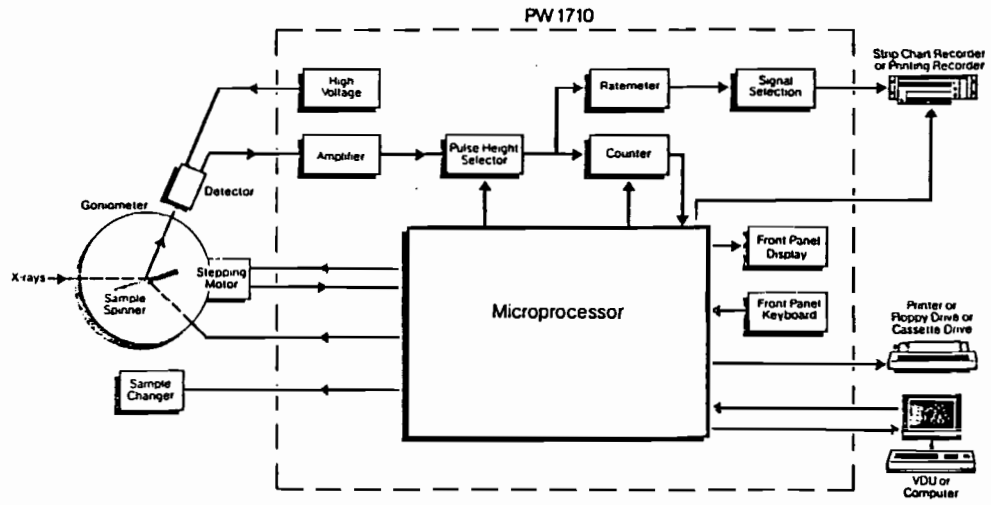 PW 1710
High
Voltage
Ratemeter
Signal
Selection
Strip Chart Recorder
or Printing Recorder
Amplifier
Pulse Height
Selector
Counter
Detector
Goniometer
X-rays
Sample
Spinner
Stepping
Motor
Microprocessor
Front Panel
Display
Front Panel
Keyboard
Printer or
Floppy Drive or
Cassette Drive
Sample
Changer
VDU or
Computer